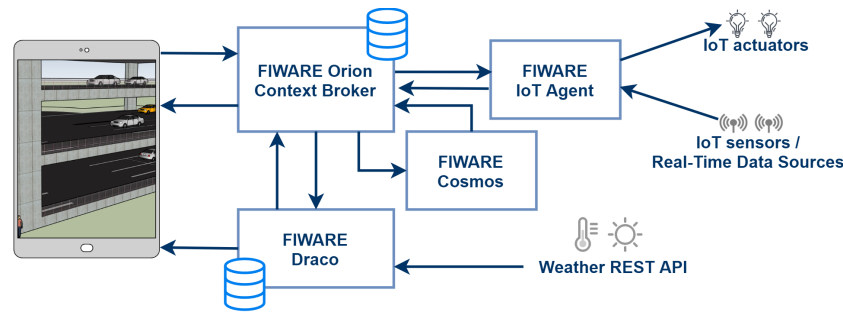 FIWARE Orion
Context Broker
FIWARE
IoT Agent
IoT actuators
IoT sensors /
Real-Time Data Sources
FIWARE
Cosmos
FIWARE
Draco
Weather REST API